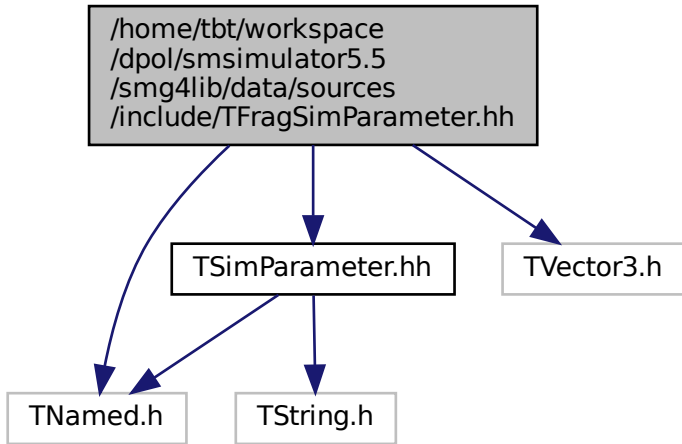 /home/tbt/workspace
/dpol/smsimulator5.5
/smg4lib/data/sources
/include/TFragSimParameter.hh
TSimParameter.hh
TVector3.h
TNamed.h
TString.h